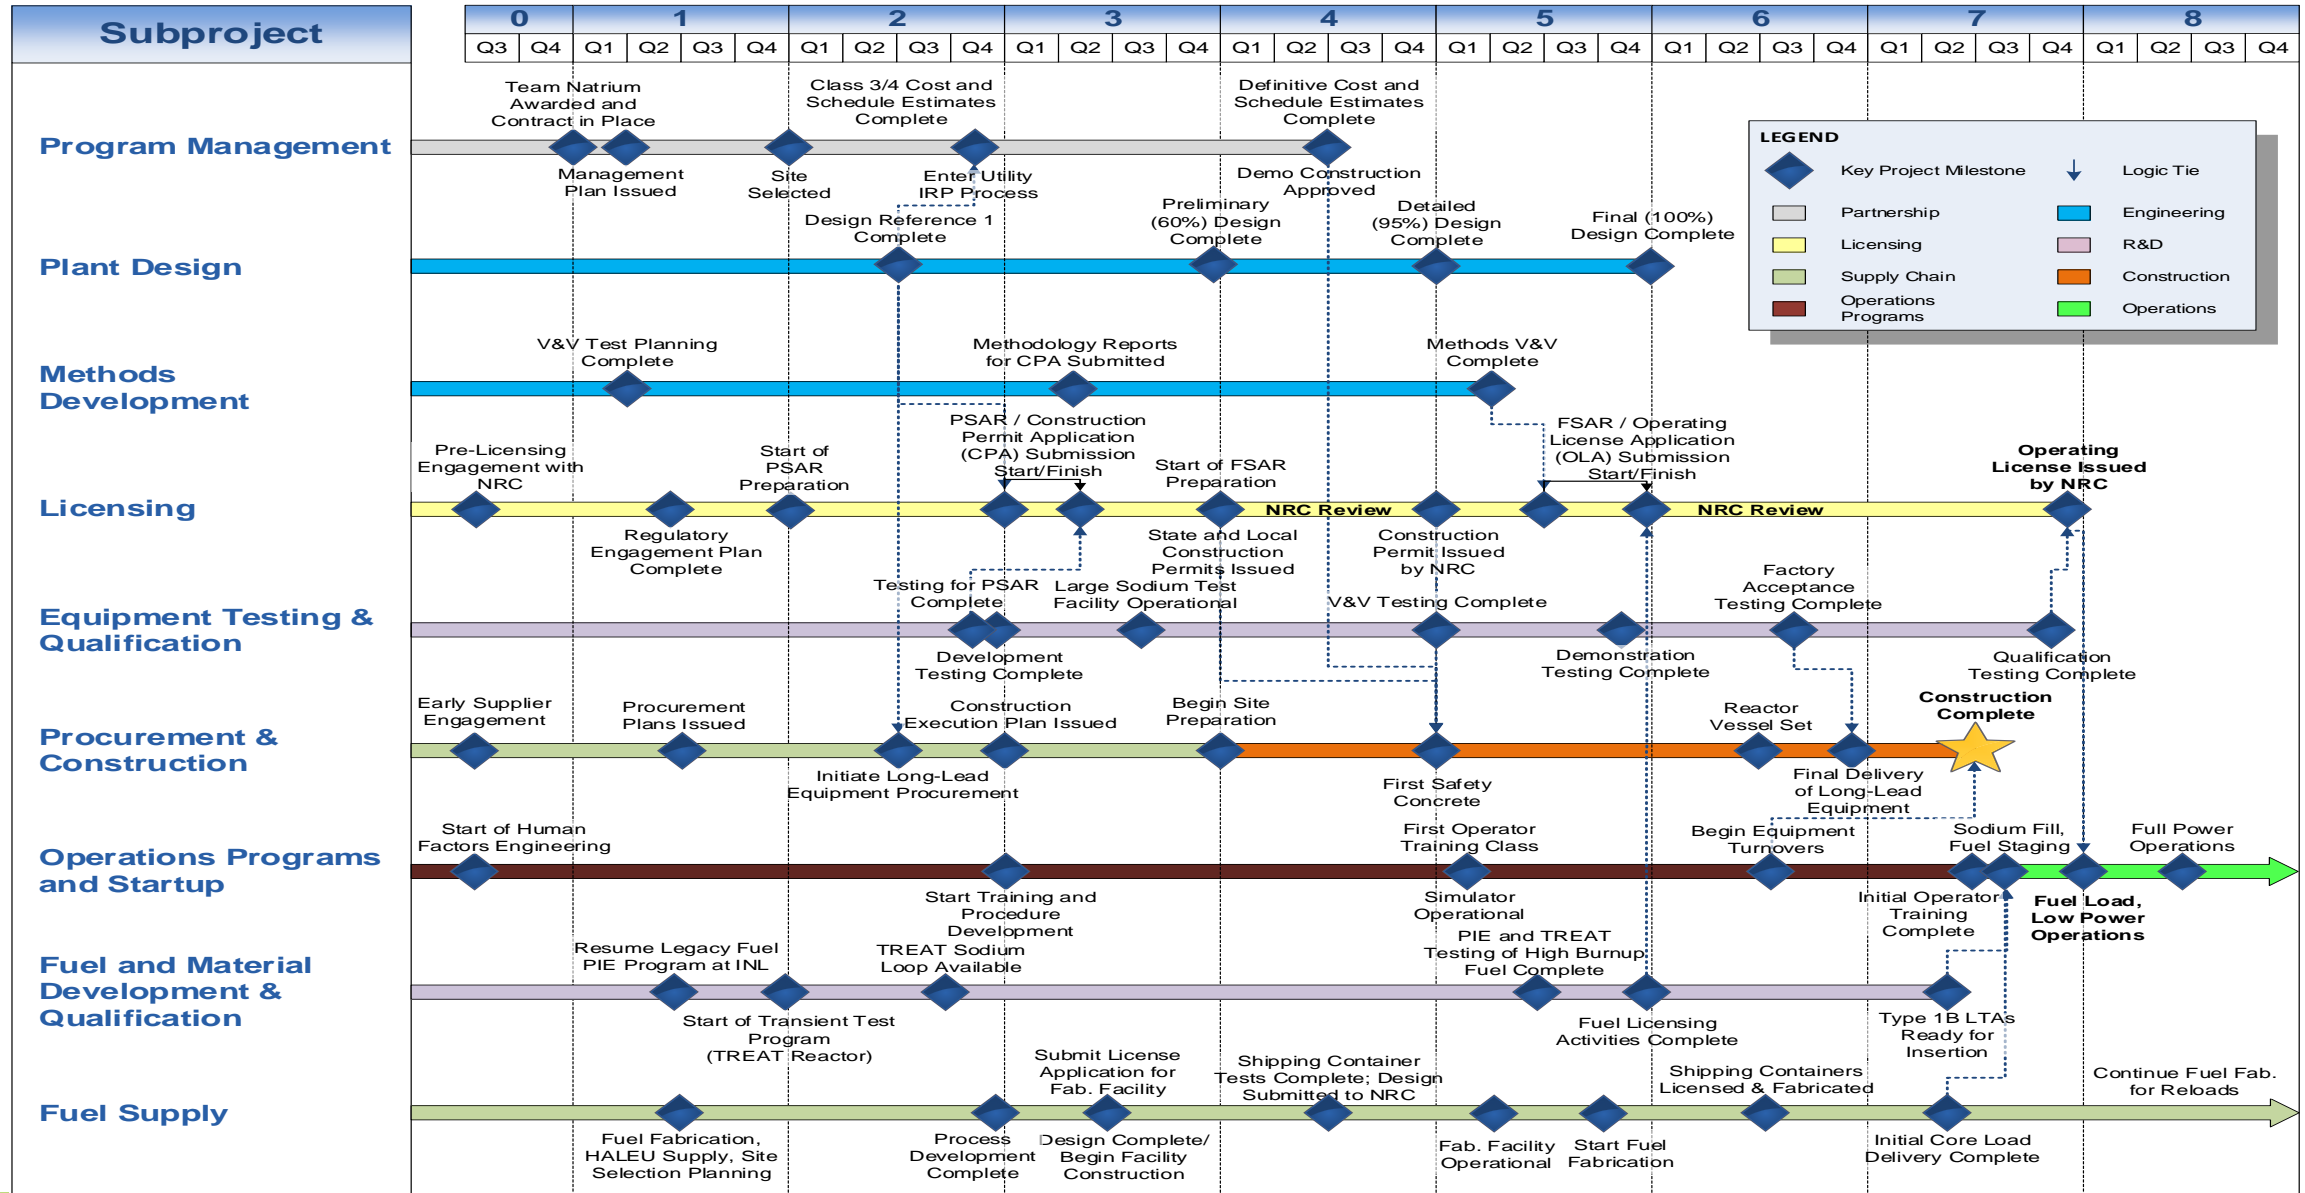 Subproject
0 1 2 3 4 5 6 7 8
Q3 Q4 Q1 Q2 Q3 Q4 Q1 Q2 Q3 Q4 Q1 Q2 Q3 Q4 Q1 Q2 Q3 Q4 Q1 Q2 Q3 Q4 Q1 Q2 Q3 Q4 Q1 Q2 Q3 Q4 Q1 Q2 Q3 Q4
LEGEND
Key Project Milestone
Logic Tie
Partnership
Engineering
Licensing
R&D
Supply Chain
Construction
Operations
Programs
Operations
Program Management
Team Natrium
Awarded and
Contract in Place
Management
Plan Issued
Site
Selected
Class 3/4 Cost and
Schedule Estimates
Complete
Enter Utility
IRP Process
Definitive Cost and
Schedule Estimates
Complete
Demo Construction
Approved
Plant Design
Design Reference 1
Complete
Preliminary
(60%) Design
Complete
Detailed
(95%) Design
Complete
Final (100%)
Design Complete
Methods
Development
V&V Test Planning
Complete
Methodology Reports
for CPA Submitted
Methods V&V
Complete
Licensing
Pre-Licensing
Engagement with
NRC
Regulatory
Engagement Plan
Complete
Start of
PSAR
Preparation
PSAR / Construction
Permit Application
(CPA) Submission
Start/Finish
Start of FSAR
Preparation
State and Local
Construction
Permits Issued
NRC Review
Construction
Permit Issued
by NRC
FSAR / Operating
License Application
(OLA) Submission
Start/Finish
NRC Review
Operating
License Issued
by NRC
Equipment Testing &
Qualification
Testing for PSAR
Complete
Development
Testing Complete
Large Sodium Test
Facility Operational
V&V Testing Complete
Demonstration
Testing Complete
Factory
Acceptance
Testing Complete
Qualification
Testing Complete
Procurement &
Construction
Early Supplier
Engagement
Procurement
Plans Issued
Initiate Long-Lead
Equipment Procurement
Construction
Execution Plan Issued
Begin Site
Preparation
First Safety
Concrete
Reactor
Vessel Set
Final Delivery
of Long-Lead
Equipment
Construction
Complete
Operations Programs
and Startup
Start of Human
Factors Engineering
Start Training and
Procedure
Development
First Operator
Training Class
Simulator
Operational
Begin Equipment
Turnovers
Initial Operator
Training
Complete
Sodium Fill,
Fuel Staging
Fuel Load,
Low Power
Operations
Full Power
Operations
Fuel and Material
Development &
Qualification
Resume Legacy Fuel
PIE Program at INL
Start of Transient Test
Program
(TREAT Reactor)
TREAT Sodium
Loop Available
PIE and TREAT
Testing of High Burnup
Fuel Complete
Fuel Licensing
Activities Complete
Type 1B LTAs
Ready for
Insertion
Fuel Supply
Fuel Fabrication,
HALEU Supply, Site
Selection Planning
Process
Development
Complete
Submit License
Application for
Fab. Facility
Design Complete/
Begin Facility
Construction
Shipping Container
Tests Complete; Design
Submitted to NRC
Fab. Facility
Operational
Start Fuel
Fabrication
Shipping Containers
Licensed & Fabricated
Initial Core Load
Delivery Complete
Continue Fuel Fab.
for Reloads